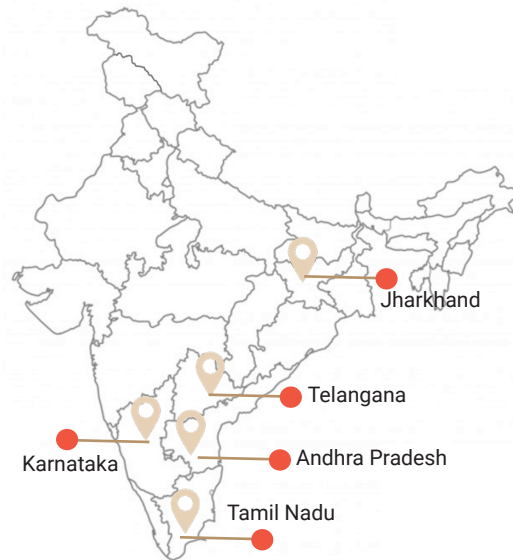 Jharkhand
Telangana
Karnataka
Andhra Pradesh
Tamil Nadu